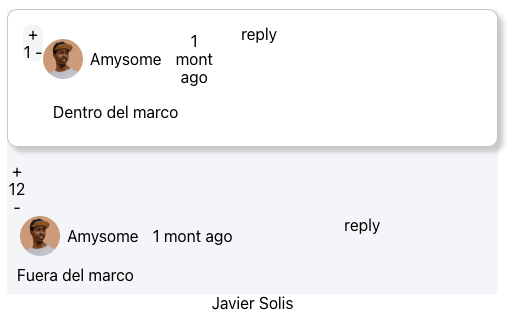 +
1 -
Amysome
1
mont
ago
reply
Dentro del marco
+
12
-
Amysome 1 mont ago
reply
Fuera del marco
Javier Solis